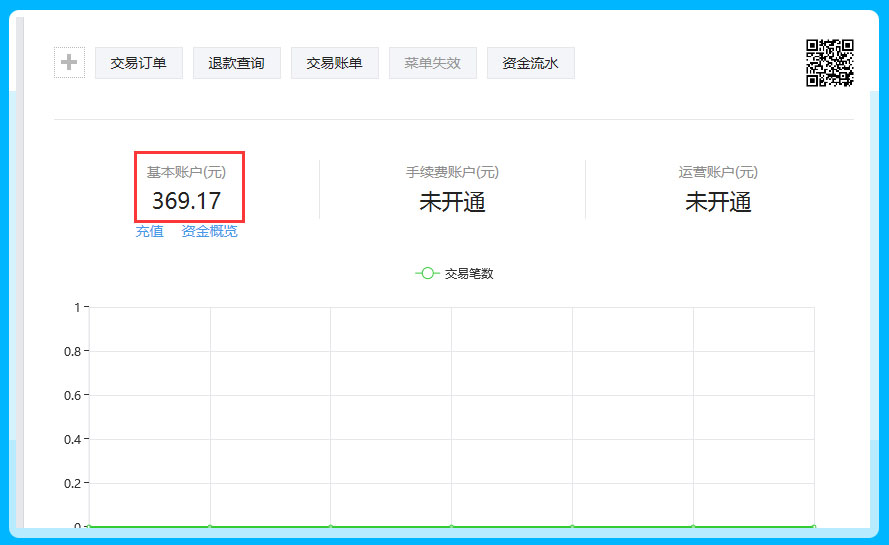 交易订单 退款查询 交易账单 菜单失效 资金流水
基本账户(元) 手续费账户(元) 运营账户(元)
369.17 未开通 未开通
充值 资金概览
交易笔数
1
0.8
0.6
0.4
0.2
0